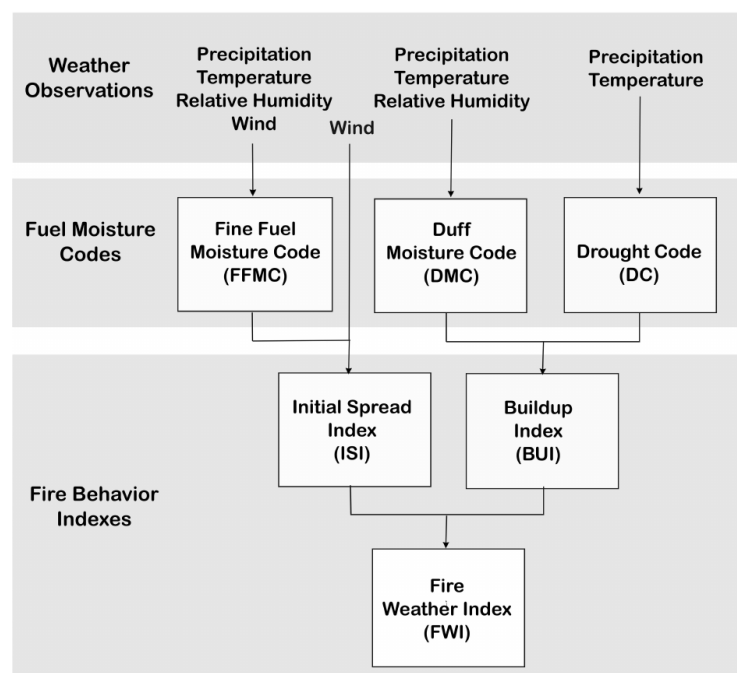 Weather
Observations
Precipitation
Temperature
Relative Humidity
Wind
Wind
Precipitation
Temperature
Relative Humidity
Precipitation
Temperature
Fuel Moisture
Codes
Fine Fuel
Moisture Code
(FFMC)
Duff
Moisture Code
(DMC)
Drought Code
(DC)
Fire Behavior
Indexes
Initial Spread
Index
(ISI)
Buildup
Index
(BUI)
Fire
Weather Index
(FWI)